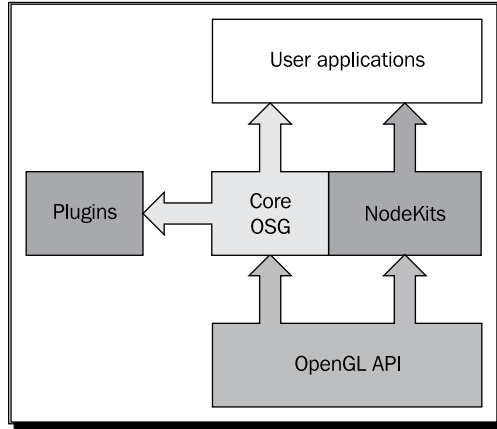 User applications
Plugins
Core
OSG
NodeKits
OpenGL API